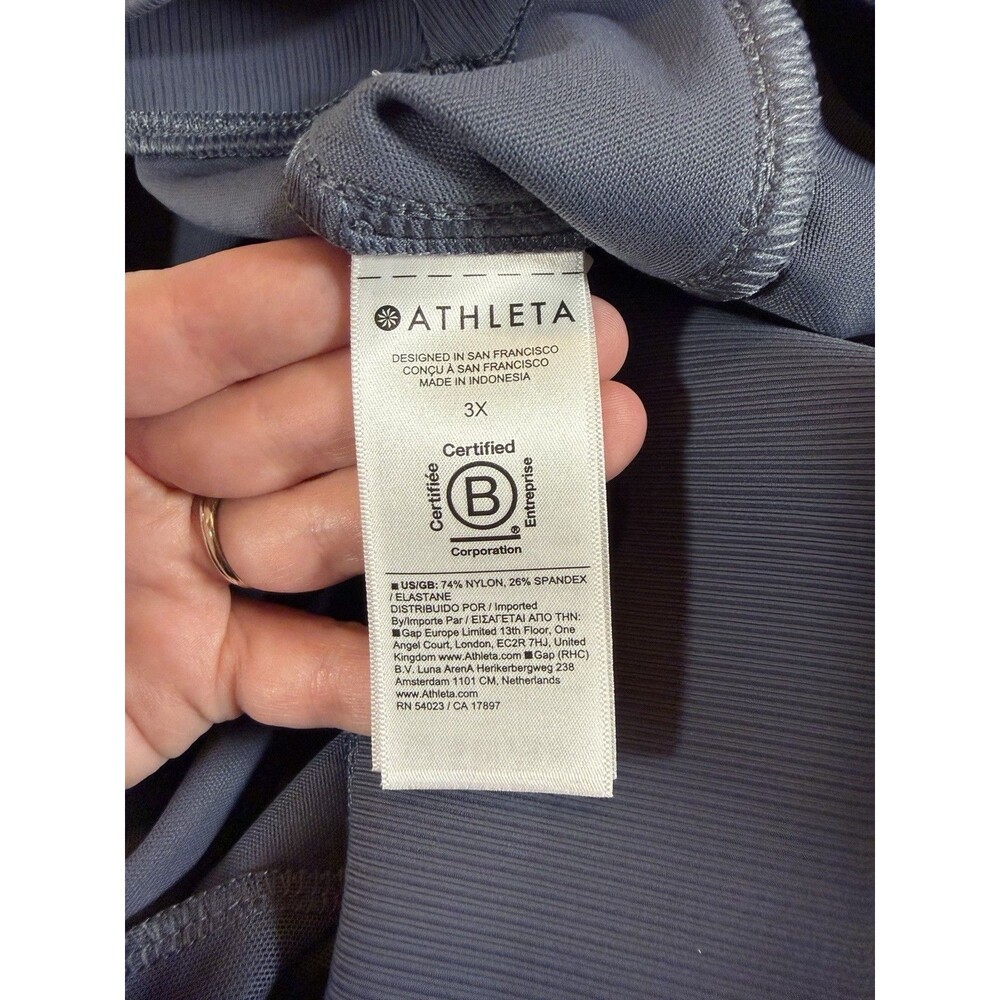 ATHLETA
DESIGNED IN SAN FRANCISCO
CONÇU À SAN FRANCISCO
MADE IN INDONESIA
3X
Certified
Certifiée
B
®
Entreprise
Corporation
■ US/GB: 74% NYLON, 26% SPANDEX
/ ELASTANE
DISTRIBUIDO POR / Imported
By/Importe Par / ΕΙΣΑΓΕΤΑΙ ΑΠΟ ΤΗΝ:
■Gap Europe Limited 13th Floor, One
Angel Court, London, EC2R 7HJ, United
Kingdom www.Athleta.com ■Gap (RHC)
B.V. Luna ArenA Herikerbergweg 238
Amsterdam 1101 CM, Netherlands
www.Athleta.com
RN 54023 / CA 17897